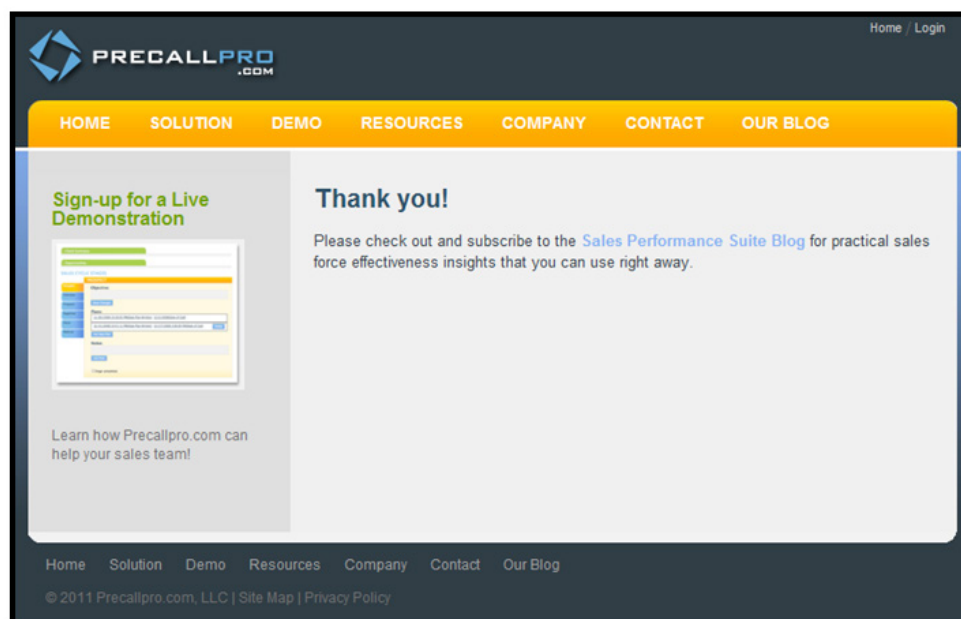 Home / Login
PRECALLPRO
.COM
HOME SOLUTION DEMO RESOURCES COMPANY CONTACT OUR BLOG
Sign-up for a Live
Demonstration
Learn how Precallpro.com can
help your sales team!
Thank you!
Please check out and subscribe to the Sales Performance Suite Blog for practical sales
force effectiveness insights that you can use right away.
Home Solution Demo Resources Company Contact Our Blog
© 2011 Precallpro.com, LLC | Site Map | Privacy Policy